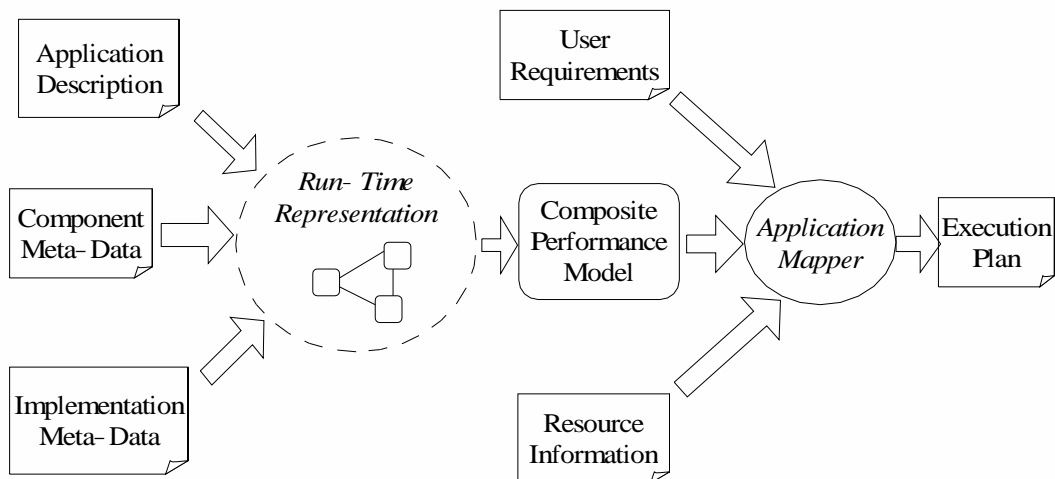 Application
Description
Component
Meta-Data
Implementation
Meta-Data
Run- Time
Representation
Composite
Performance
Model
User
Requirements
Application
Mapper
Resource
Information
Execution
Plan